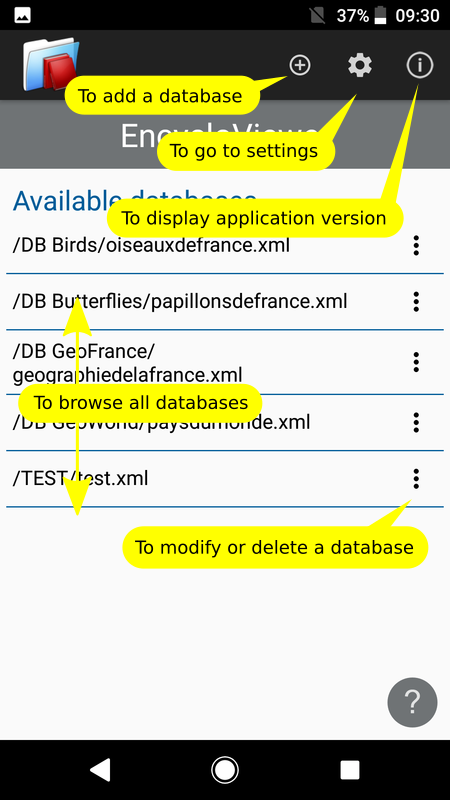 37% 09:30
To add a database
To go to settings
Available databases
To display application version
/DB Birds/oiseauxdefrance.xml
/DB Butterflies/papillonsdefrance.xml
/DB GeoFrance/
geographiedelafrance.xml
To browse all databases
/DB GeoWorld/paysdumonde.xml
/TEST/test.xml
To modify or delete a database
?